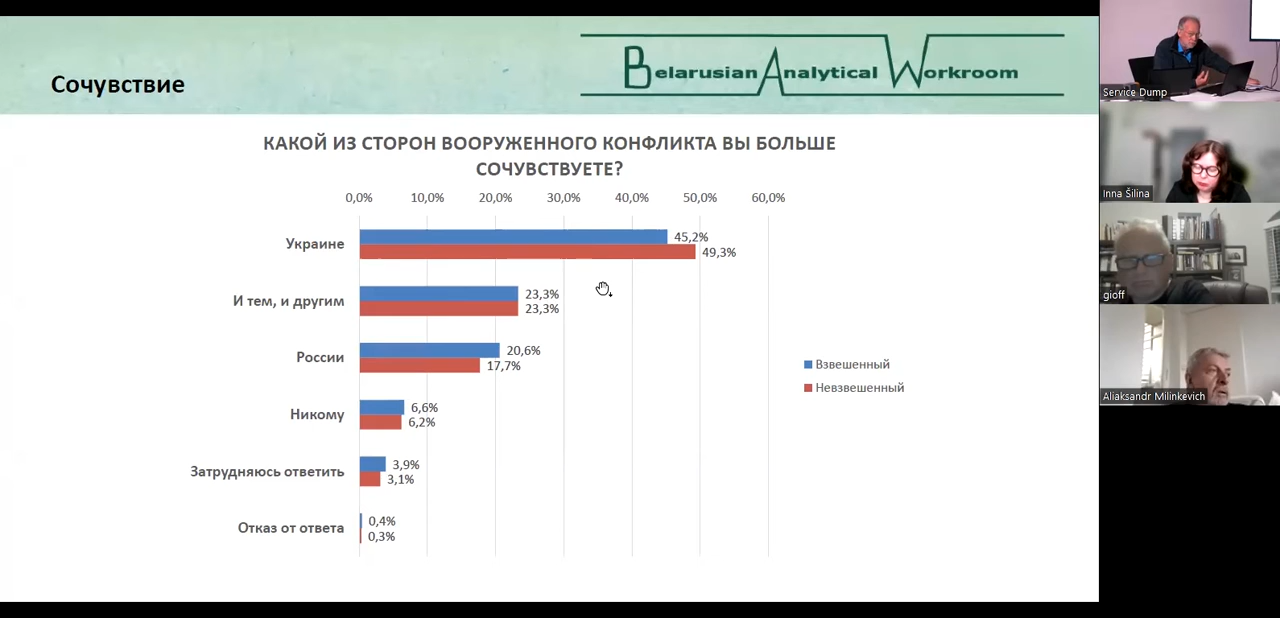 Сочувствие
Belarusian Analytical Workroom
КАКОЙ ИЗ СТОРОН ВООРУЖЕННОГО КОНФЛИКТА ВЫ БОЛЬШЕ
СОЧУВСТВУЕТЕ?
0,0% 10,0% 20,0% 30,0% 40,0% 50,0% 60,0%
Украине
45,2%
49,3%
И тем, и другим
23,3%
23,3%
России
20,6%
17,7%
Никому
6,6%
6,2%
Затрудняюсь ответить
3,9%
3,1%
Отказ от ответа
0,4%
0,3%
Взвешенный
Невзвешенный
Service Dump
Inna Šilina
gioff
Aliaksandr Milinkevich